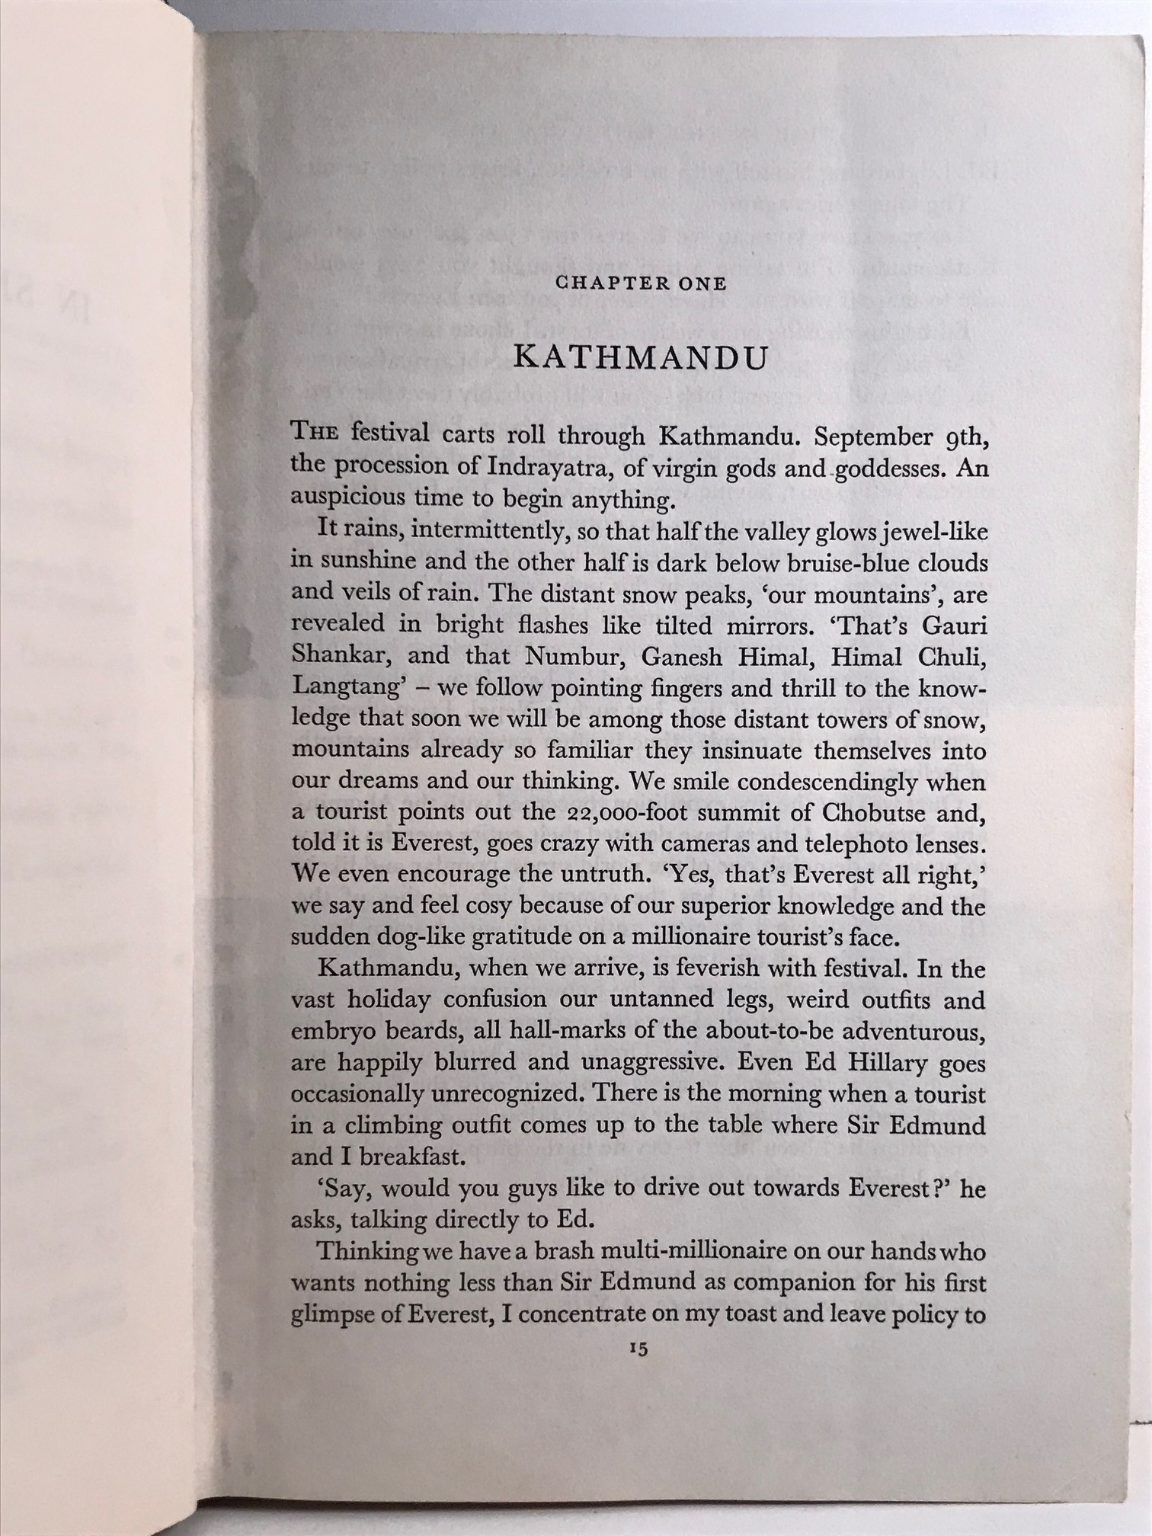 CHAPTER ONE
KATHMANDU
THE festival carts roll through Kathmandu. September 9th,
the procession of Indrayatra, of virgin gods and goddesses. An
auspicious time to begin anything.
It rains, intermittently, so that half the valley glows jewel-like
in sunshine and the other half is dark below bruise-blue clouds
and veils of rain. The distant snow peaks, ‘our mountains’, are
revealed in bright flashes like tilted mirrors. ‘That’s Gauri
Shankar, and that Numbur, Ganesh Himal, Himal Chuli,
Langtang’ – we follow pointing fingers and thrill to the know-
ledge that soon we will be among those distant towers of snow,
mountains already so familiar they insinuate themselves into
our dreams and our thinking. We smile condescendingly when
a tourist points out the 22,000-foot summit of Chobutse and,
told it is Everest, goes crazy with cameras and telephoto lenses.
We even encourage the untruth. ‘Yes, that’s Everest all right,’
we say and feel cosy because of our superior knowledge and the
sudden dog-like gratitude on a millionaire tourist’s face.
Kathmandu, when we arrive, is feverish with festival. In the
vast holiday confusion our untanned legs, weird outfits and
embryo beards, all hall-marks of the about-to-be adventurous,
are happily blurred and unaggressive. Even Ed Hillary goes
occasionally unrecognized. There is the morning when a tourist
in a climbing outfit comes up to the table where Sir Edmund
and I breakfast.
‘Say, would you guys like to drive out towards Everest?’ he
asks, talking directly to Ed.
Thinking we have a brash multi-millionaire on our hands who
wants nothing less than Sir Edmund as companion for his first
glimpse of Everest, I concentrate on my toast and leave policy to
15